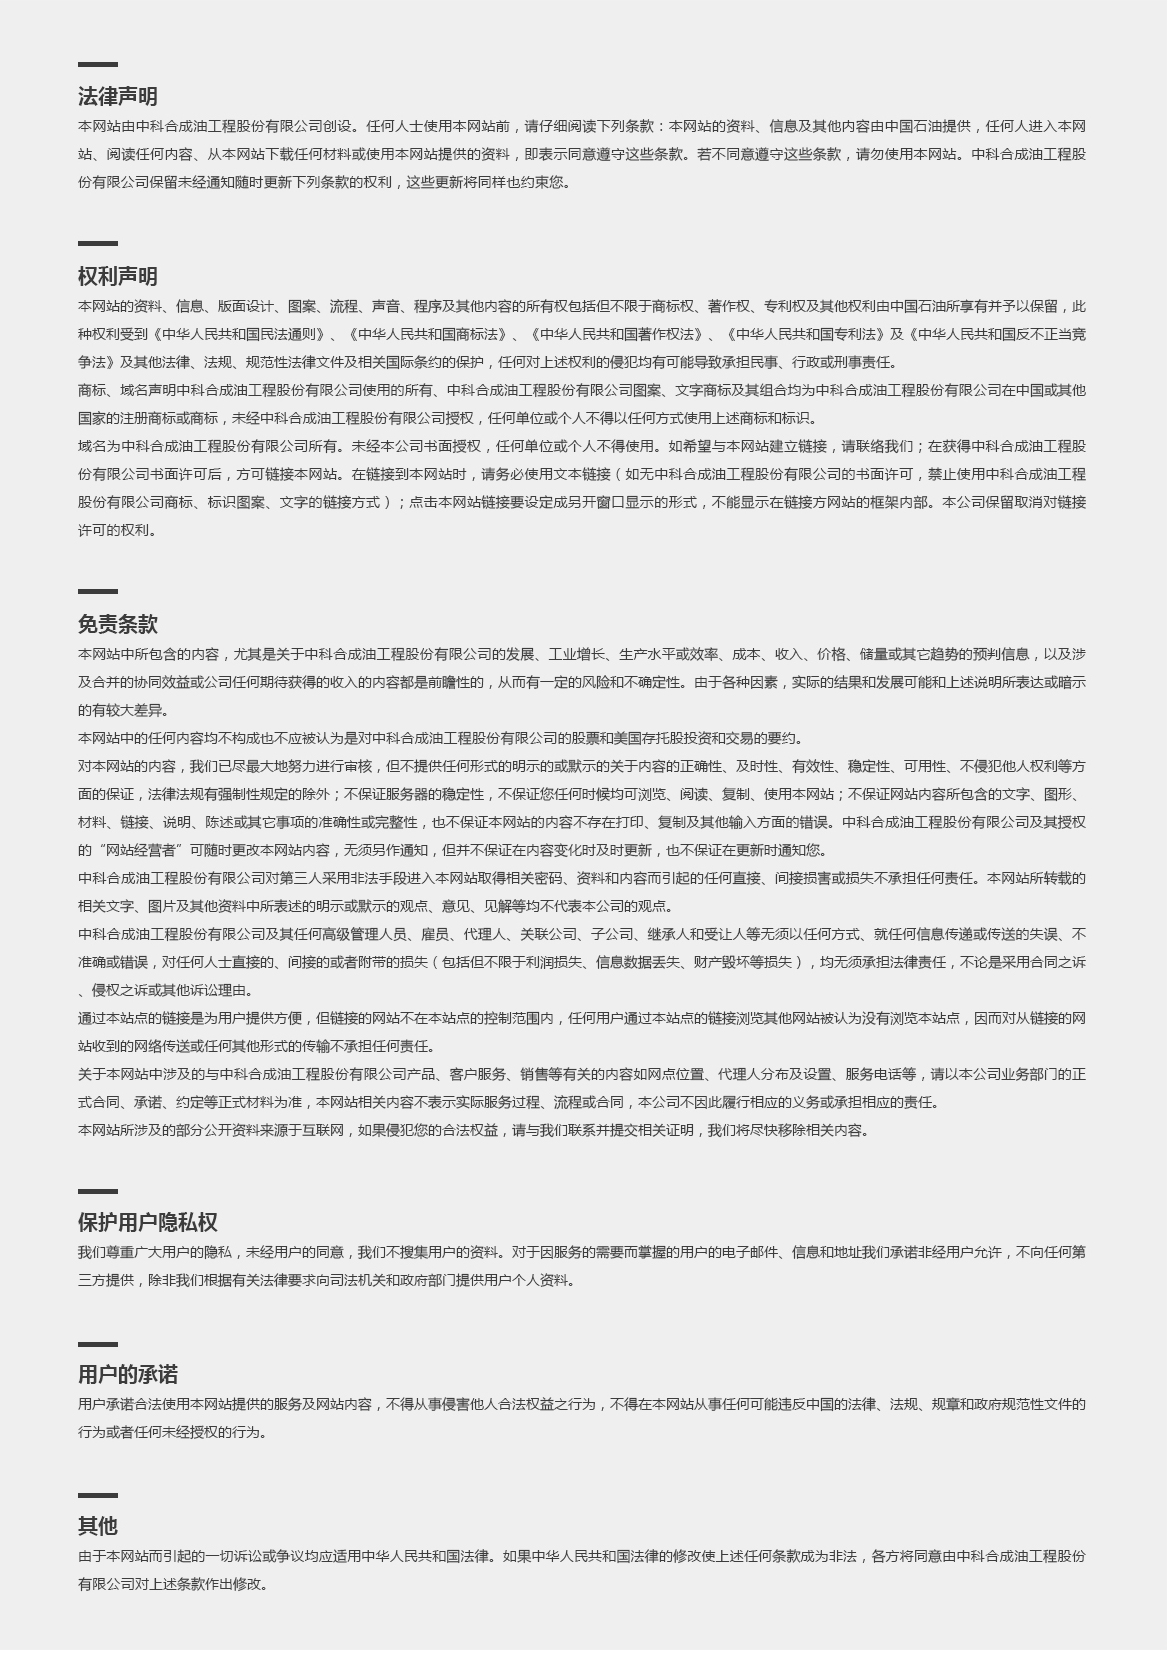 法律声明
本网站由中科合成油工程股份有限公司创设。任何人士使用本网站前，请仔细阅读下列条款：本网站的资料、信息及其他内容由中国石油提供，任何人进入本网
站、阅读任何内容、从本网站下载任何材料或使用本网站提供的资料，即表示同意遵守这些条款。若不同意遵守这些条款，请勿使用本网站。中科合成油工程股
份有限公司保留未经通知随时更新下列条款的权利，这些更新将同样也约束您。
权利声明
本网站的资料、信息、版面设计、图案、流程、声音、程序及其他内容的所有权包括但不限于商标权、著作权、专利权及其他权利由中国石油所享有并予以保留，此
种权利受到《中华人民共和国民法通则》、《中华人民共和国商标法》、《中华人民共和国著作权法》、《中华人民共和国专利法》及《中华人民共和国反不正当竞
争法》及其他法律、法规、规范性法律文件及相关国际条约的保护，任何对上述权利的侵犯均有可能导致承担民事、行政或刑事责任。
商标、域名声明中科合成油工程股份有限公司使用的所有、中科合成油工程股份有限公司图案、文字商标及其组合均为中科合成油工程股份有限公司在中国或其他
国家的注册商标或商标，未经中科合成油工程股份有限公司授权，任何单位或个人不得以任何方式使用上述商标和标识。
域名为中科合成油工程股份有限公司所有。未经本公司书面授权，任何单位或个人不得使用。如希望与本网站建立链接，请联络我们；在获得中科合成油工程股
份有限公司书面许可后，方可链接本网站。在链接到本网站时，请务必使用文本链接（如无中科合成油工程股份有限公司的书面许可，禁止使用中科合成油工程
股份有限公司商标、标识图案、文字的链接方式）；点击本网站链接要设定成另开窗口显示的形式，不能显示在链接方网站的框架内部。本公司保留取消对链接
许可的权利。
免责条款
本网站中所包含的内容，尤其是关于中科合成油工程股份有限公司的发展、工业增长、生产水平或效率、成本、收入、价格、储量或其它趋势的预判信息，以及涉
及合并的协同效益或公司任何期待获得的收入的内容都是前瞻性的，从而有一定的风险和不确定性。由于各种因素，实际的结果和发展可能和上述说明所表达或暗示
的有较大差异。
本网站中的任何内容均不构成也不应被认为是对中科合成油工程股份有限公司的股票和美国存托股投资和交易的要约。
对本网站的内容，我们已尽最大地努力进行审核，但不提供任何形式的明示的或默示的关于内容的正确性、及时性、有效性、稳定性、可用性、不侵犯他人权利等方
面的保证，法律法规有强制性规定的除外；不保证服务器的稳定性，不保证您任何时候均可浏览、阅读、复制、使用本网站；不保证网站内容所包含的文字、图形、
材料、链接、说明、陈述或其它事项的准确性或完整性，也不保证本网站的内容不存在打印、复制及其他输入方面的错误。中科合成油工程股份有限公司及其授权
的“网站经营者”可随时更改本网站内容，无须另作通知，但并不保证在内容变化时及时更新，也不保证在更新时通知您。
中科合成油工程股份有限公司对第三人采用非法手段进入本网站取得相关密码、资料和内容而引起的任何直接、间接损害或损失不承担任何责任。本网站所转载的
相关文字、图片及其他资料中所表述的明示或默示的观点、意见、见解等均不代表本公司的观点。
中科合成油工程股份有限公司及其任何高级管理人员、雇员、代理人、关联公司、子公司、继承人和受让人等无须以任何方式、就任何信息传递或传送的失误、不
准确或错误，对任何人士直接的、间接的或者附带的损失（包括但不限于利润损失、信息数据丢失、财产毁坏等损失），均无须承担法律责任，不论是采用合同之诉
、侵权之诉或其他诉讼理由。
通过本站点的链接是为用户提供方便，但链接的网站不在本站点的控制范围内，任何用户通过本站点的链接浏览其他网站被认为没有浏览本站点，因而对从链接的网
站收到的网络传送或任何其他形式的传输不承担任何责任。
关于本网站中涉及的与中科合成油工程股份有限公司产品、客户服务、销售等有关的内容如网点位置、代理人分布及设置、服务电话等，请以本公司业务部门的正
式合同、承诺、约定等正式材料为准，本网站相关内容不表示实际服务过程、流程或合同，本公司不因此履行相应的义务或承担相应的责任。
本网站所涉及的部分公开资料来源于互联网，如果侵犯您的合法权益，请与我们联系并提交相关证明，我们将尽快移除相关内容。
保护用户隐私权
我们尊重广大用户的隐私，未经用户的同意，我们不搜集用户的资料。对于因服务的需要而掌握的用户的电子邮件、信息和地址我们承诺非经用户允许，不向任何第
三方提供，除非我们根据有关法律要求向司法机关和政府部门提供用户个人资料。
用户的承诺
用户承诺合法使用本网站提供的服务及网站内容，不得从事侵害他人合法权益之行为，不得在本网站从事任何可能违反中国的法律、法规、规章和政府规范性文件的
行为或者任何未经授权的行为。
其他
由于本网站而引起的一切诉讼或争议均应适用中华人民共和国法律。如果中华人民共和国法律的修改使上述任何条款成为非法，各方将同意由中科合成油工程股份
有限公司对上述条款作出修改。